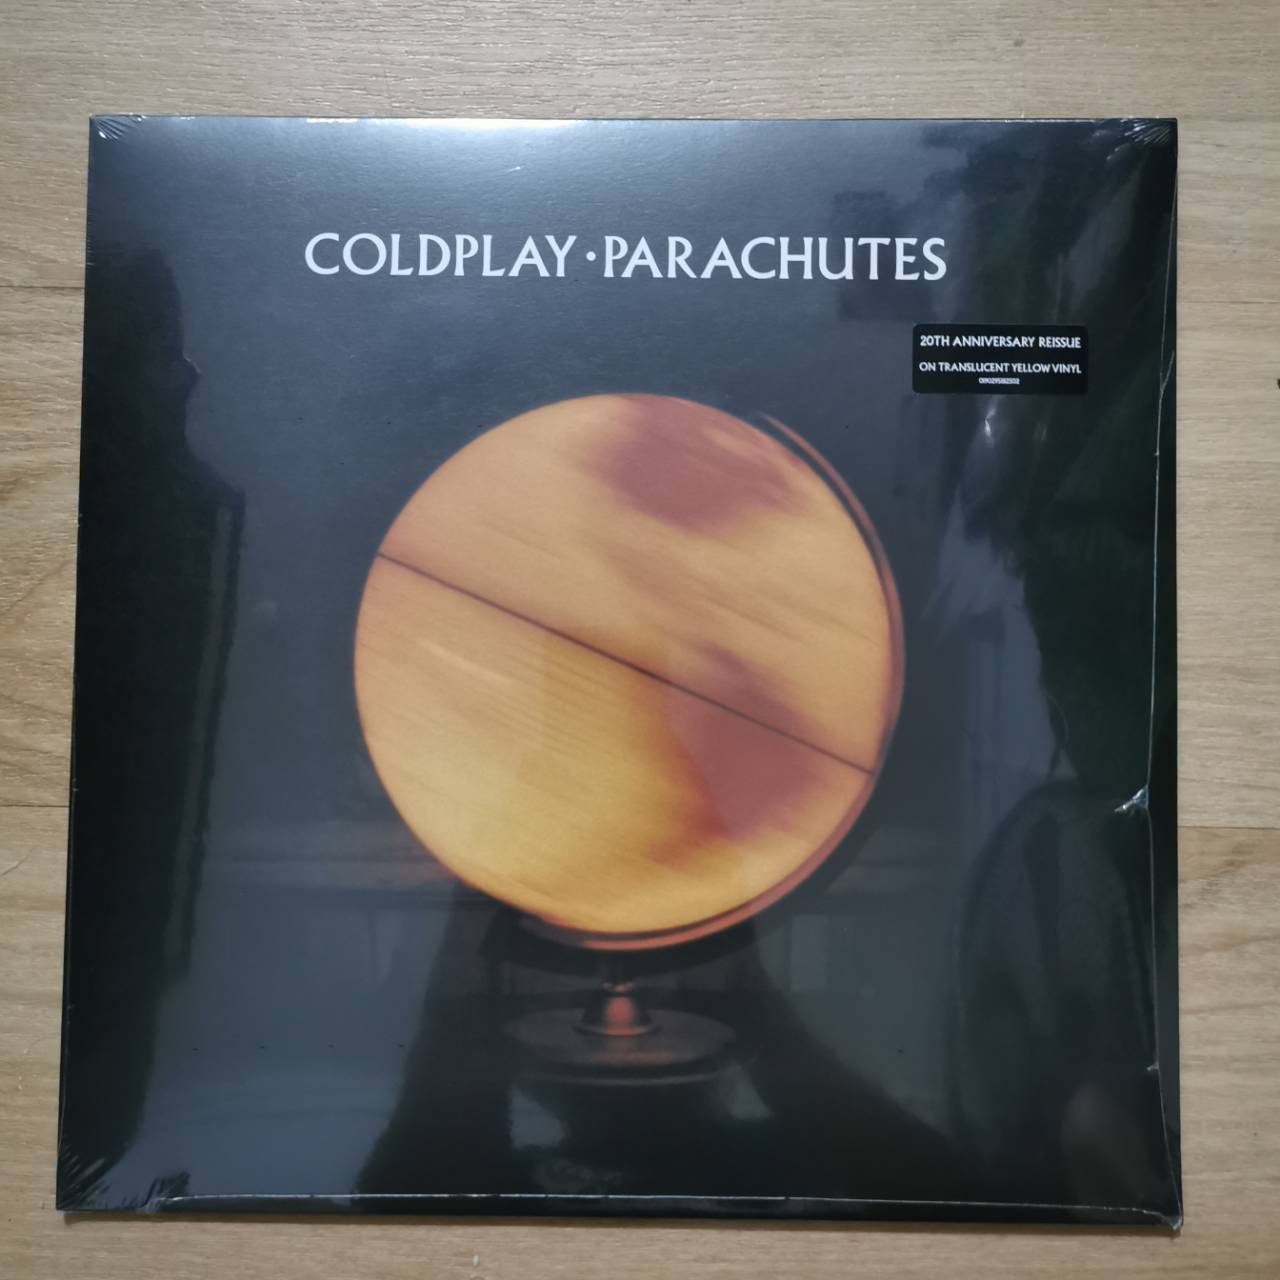 COLDPLAY·PARACHUTES
20TH ANNIVERSARY REISSUE
ON TRANSLUCENT YELLOW VINYL